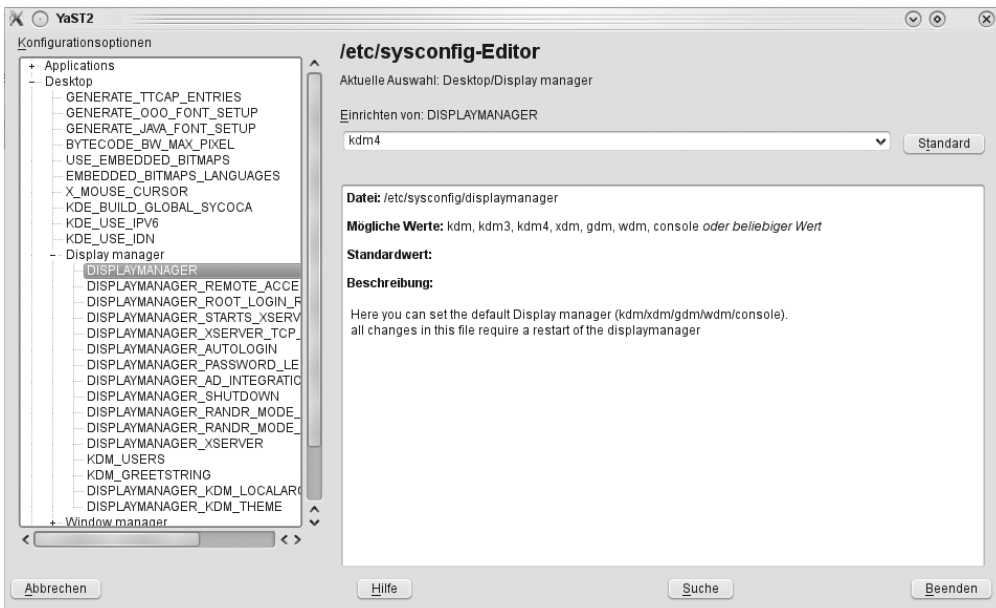 YaST2
Konfigurationsoptionen
Applications
Desktop
GENERATE_TTCAP_ENTRIES
GENERATE_OOO_FONT_SETUP
GENERATE_JAVA_FONT_SETUP
BYTECODE_BW_MAX_PIXEL
USE_EMBEDDED_BITMAPS
EMBEDDED_BITMAPS_LANGUAGES
X_MOUSE_CURSOR
KDE_BUILD_GLOBAL_SYCOCA
KDE_USE_IPV6
KDE_USE_IDN
Display manager
DISPLAYMANAGER
DISPLAYMANAGER_REMOTE_ACCE
DISPLAYMANAGER_ROOT_LOGIN_R
DISPLAYMANAGER_STARTS_XSERV
DISPLAYMANAGER_XSERVER_TCP_
DISPLAYMANAGER_AUTOLOGIN
DISPLAYMANAGER_PASSWORD_LE
DISPLAYMANAGER_AD_INTEGRATIO
DISPLAYMANAGER_SHUTDOWN
DISPLAYMANAGER_RANDR_MODE_
DISPLAYMANAGER_RANDR_MODE_
DISPLAYMANAGER_XSERVER
KDM_USERS
KDM_GREETSTRING
DISPLAYMANAGER_KDM_LOCALARG
DISPLAYMANAGER_KDM_THEME
Window manager
/etc/sysconfig-Editor
Aktuelle Auswahl: Desktop/Display manager
Einrichten von: DISPLAYMANAGER
kdm4
Standard
Datei: /etc/sysconfig/displaymanager
Mögliche Werte: kdm, kdm3, kdm4, xdm, gdm, wdm, console oder beliebiger Wert
Standardwert:
Beschreibung:
Here you can set the default Display manager (kdm/xdm/gdm/wdm/console).
all changes in this file require a restart of the displaymanager
Abbrechen
Hilfe
Suche
Beenden